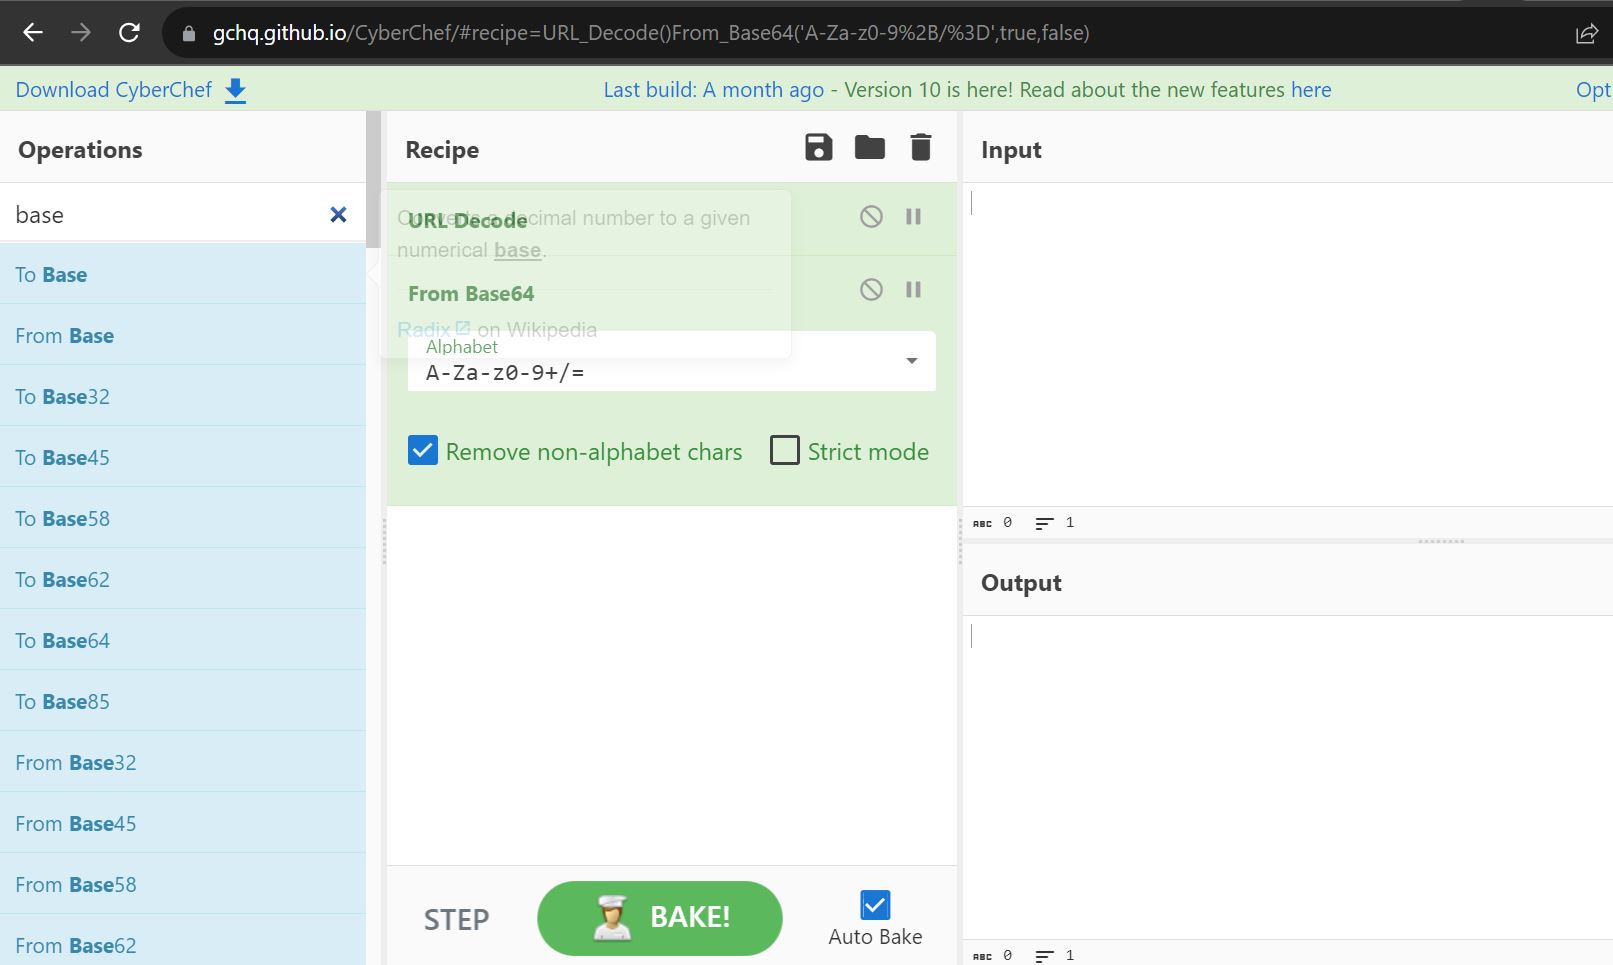 gchq.github.io/CyberChef/#recipe=URL_Decode()From_Base64('A-Za-z0-9%2B/%3D',true,false)
Download CyberChef
Last build: A month ago - Version 10 is here! Read about the new features here
Opt
Operations
base
To Base
From Base
To Base32
To Base45
To Base58
To Base62
To Base64
To Base85
From Base32
From Base45
From Base58
From Base62
Recipe
URL Decode
Converts a decimal number to a given
numerical base.
From Base64
Radix on Wikipedia
Alphabet
A-Za-z0-9+/=
Remove non-alphabet chars
Strict mode
STEP
BAKE!
Auto Bake
Input
ABC 0 1
Output
ABC 0 1